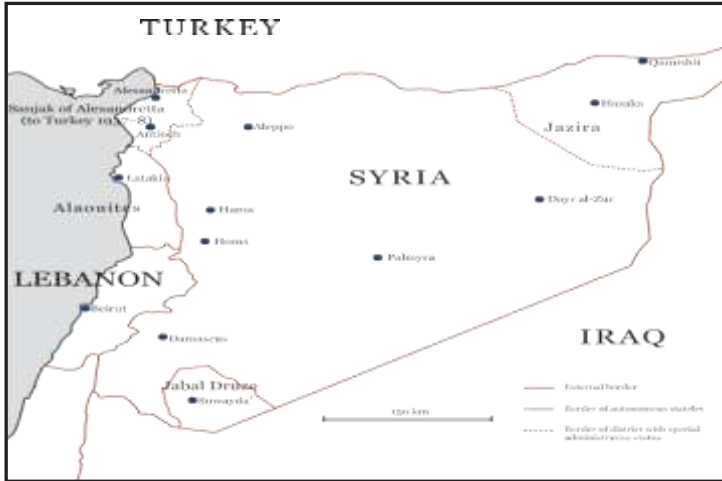 TURKEY
Qamishli
Alexandretta
Sanjak of Alexandretta
(to Turkey 1937–8)
Hasaka
Antioch
Aleppo
Jazira
Latakia
SYRIA
Dayr al-Zur
Alaouites
Hama
Homs
Palmyra
LEBANON
Beirut
Damascus
IRAQ
Jabal Druze
Suwayda'
External border
150 km
Border of autonomous statelet
Border of district with special
administrative status